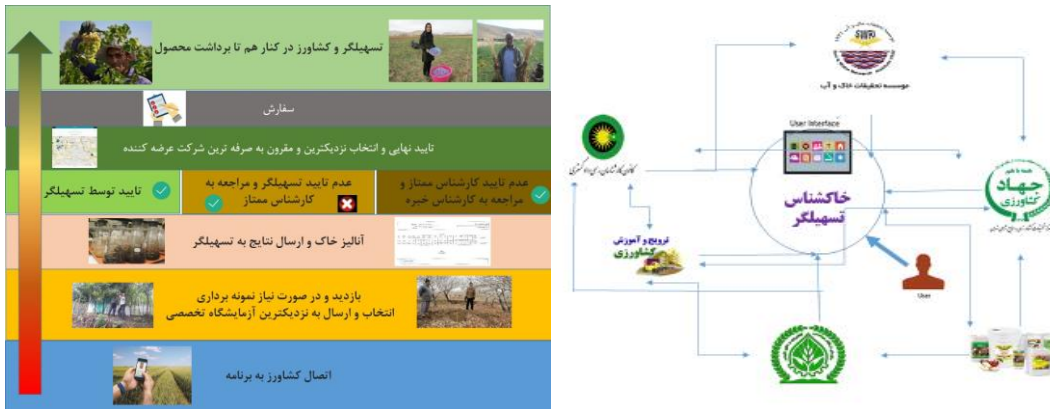 تسهیلگر و کشاورز در کنار هم تا برداشت محصول
سفارش
تایید نهایی و انتخاب نزدیکترین و مقرون به صرفه ترین شرکت عرضه کننده
عدم تایید کارشناس ممتاز و
مراجعه به کارشناس خبره
عدم تایید تسهیلگر و مراجعه به
کارشناس ممتاز
تایید توسط تسهیلگر
آنالیز خاک و ارسال نتایج به تسهیلگر
بازدید و در صورت نیاز نمونه برداری
انتخاب و ارسال به نزدیکترین آزمایشگاه تخصصی
اتصال کشاورز به برنامه
موسسه تحقیقات خاک و آب
User Interface
خاکشناس
تسهیلگر
جهاد
کشاورزی
ترویج و آموزش
کشاورزی
User